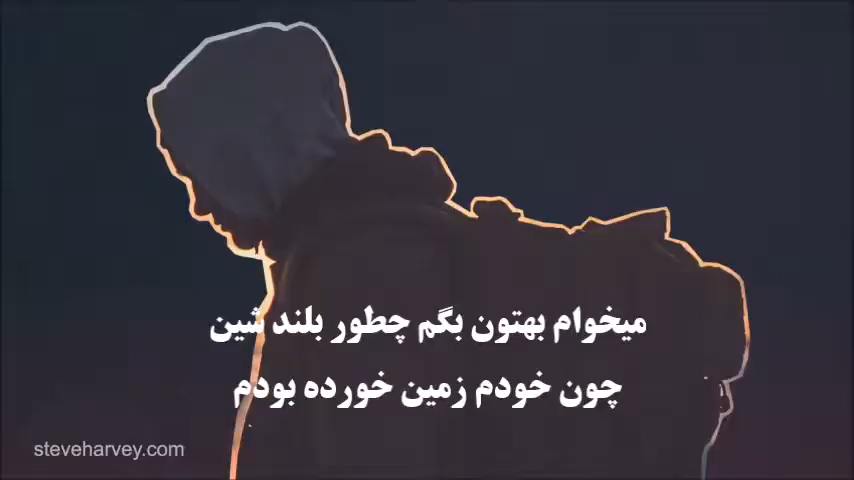 میخوام بهتون بگم چطور بلند شین
چون خودم زمین خورده بودم
steveharvey.com